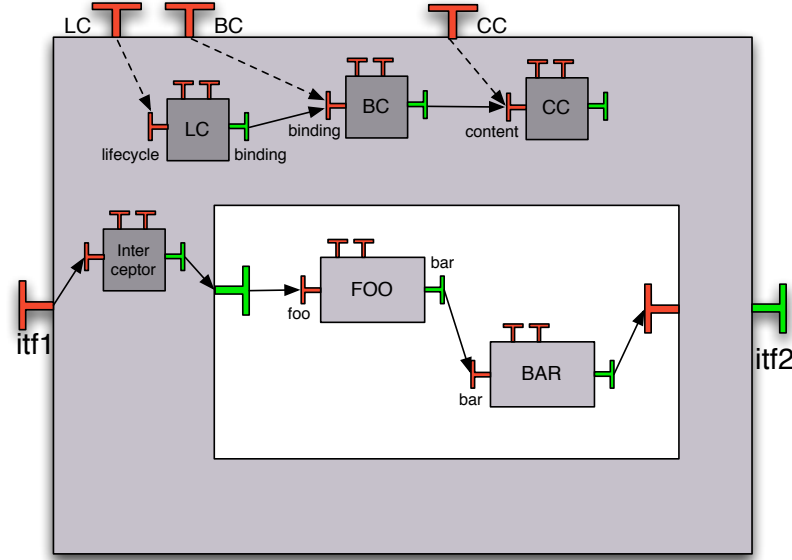 LC
BC
CC
LC
BC
CC
lifecycle
binding
binding
content
Inter
ceptor
itf1
FOO
foo
bar
BAR
bar
itf2